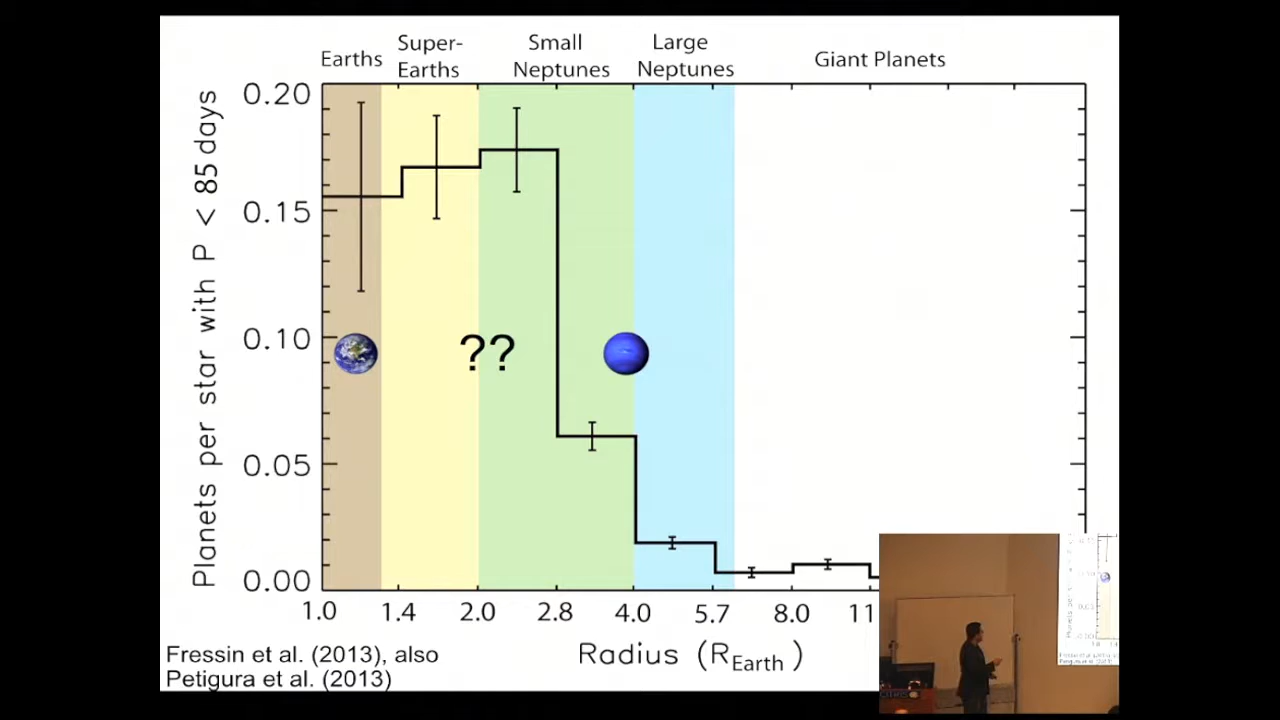 Earths
Super-
Earths
Small
Neptunes
Large
Neptunes
Giant Planets
Planets per star with P < 85 days
0.20
0.15
0.10
0.05
0.00
??
1.0 1.4 2.0 2.8 4.0 5.7 8.0 11
Radius (REarth)
Fressin et al. (2013), also
Petigura et al. (2013)
CITRIS